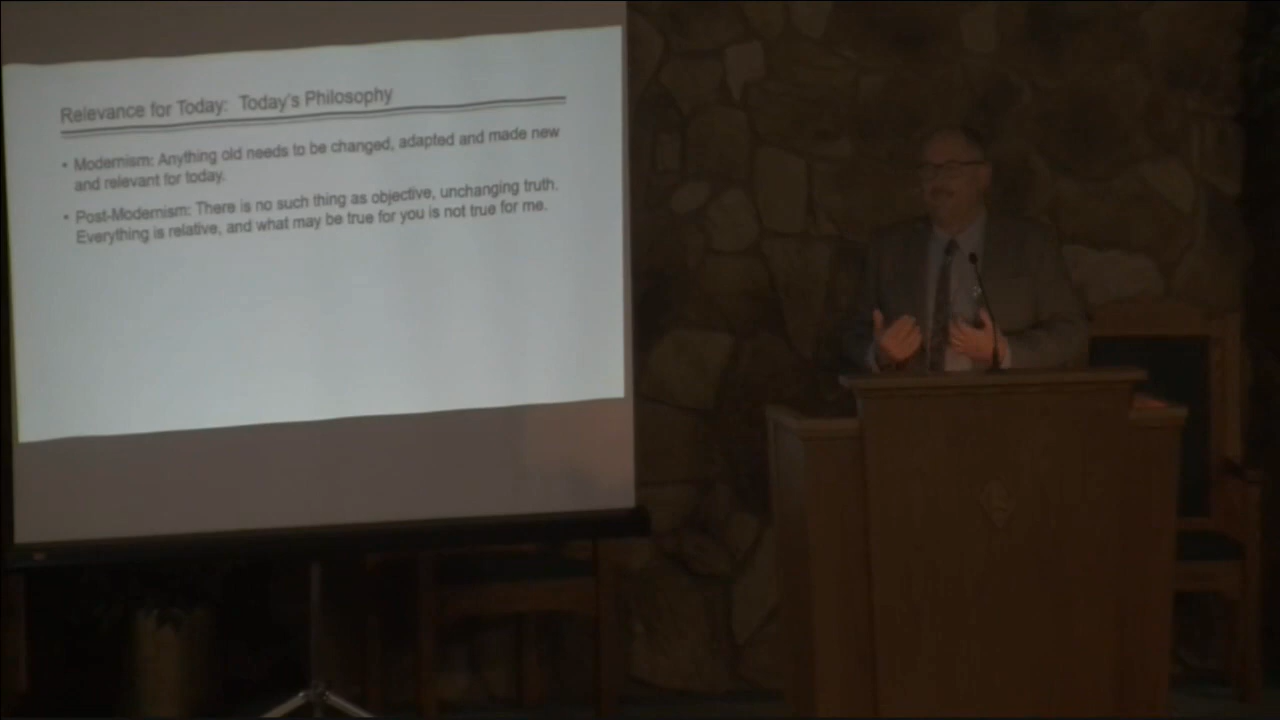 Relevance for Today: Today's Philosophy
• Modernism: Anything old needs to be changed, adapted and made new
and relevant for today.
• Post-Modernism: There is no such thing as objective, unchanging truth.
Everything is relative, and what may be true for you is not true for me.